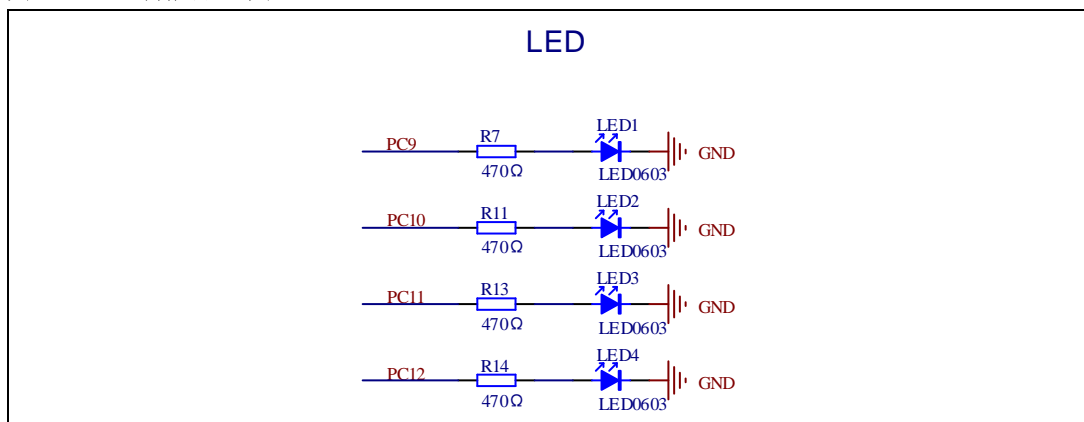 LED
LED1
PC9 R7 GND
470Ω LED0603
LED2
PC10 R11 GND
470Ω LED0603
LED3
PC11 R13 GND
470Ω LED0603
LED4
PC12 R14 GND
470Ω LED0603